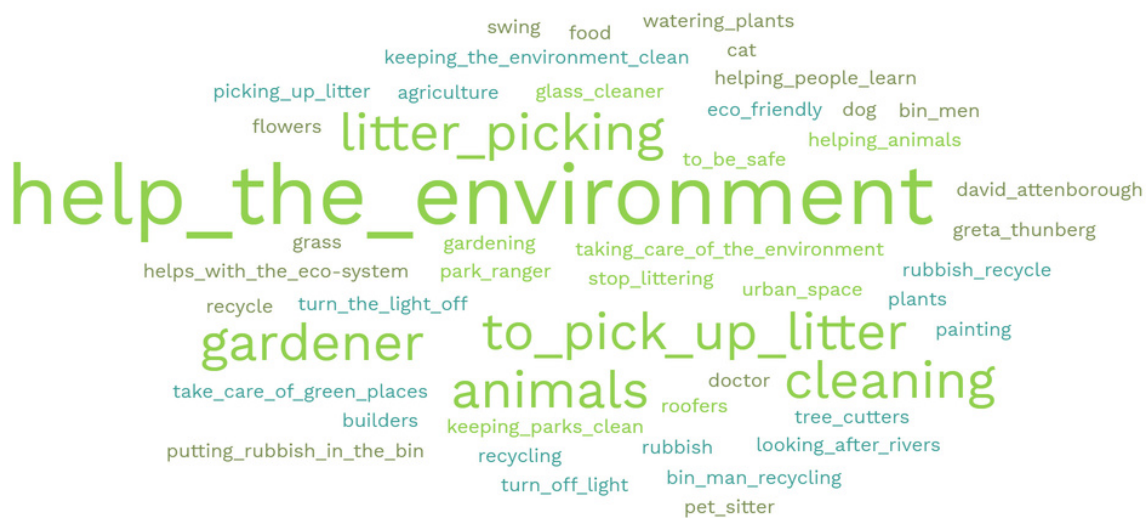 swing food watering_plants
keeping_the_environment_clean cat
helping_people_learn
picking_up_litter agriculture glass_cleaner
eco_friendly dog bin_men
flowers litter_picking helping_animals
to_be_safe
help_the_environment david_attenborough
greta_thunberg
grass gardening taking_care_of_the_environment
helps_with_the_eco-system park_ranger stop_littering rubbish_recycle
urban_space
recycle turn_the_light_off plants
gardener to_pick_up_litter painting
take_care_of_green_places animals doctor cleaning
roofers
builders keeping_parks_clean tree_cutters
putting_rubbish_in_the_bin recycling rubbish looking_after_rivers
turn_off_light bin_man_recycling
pet_sitter